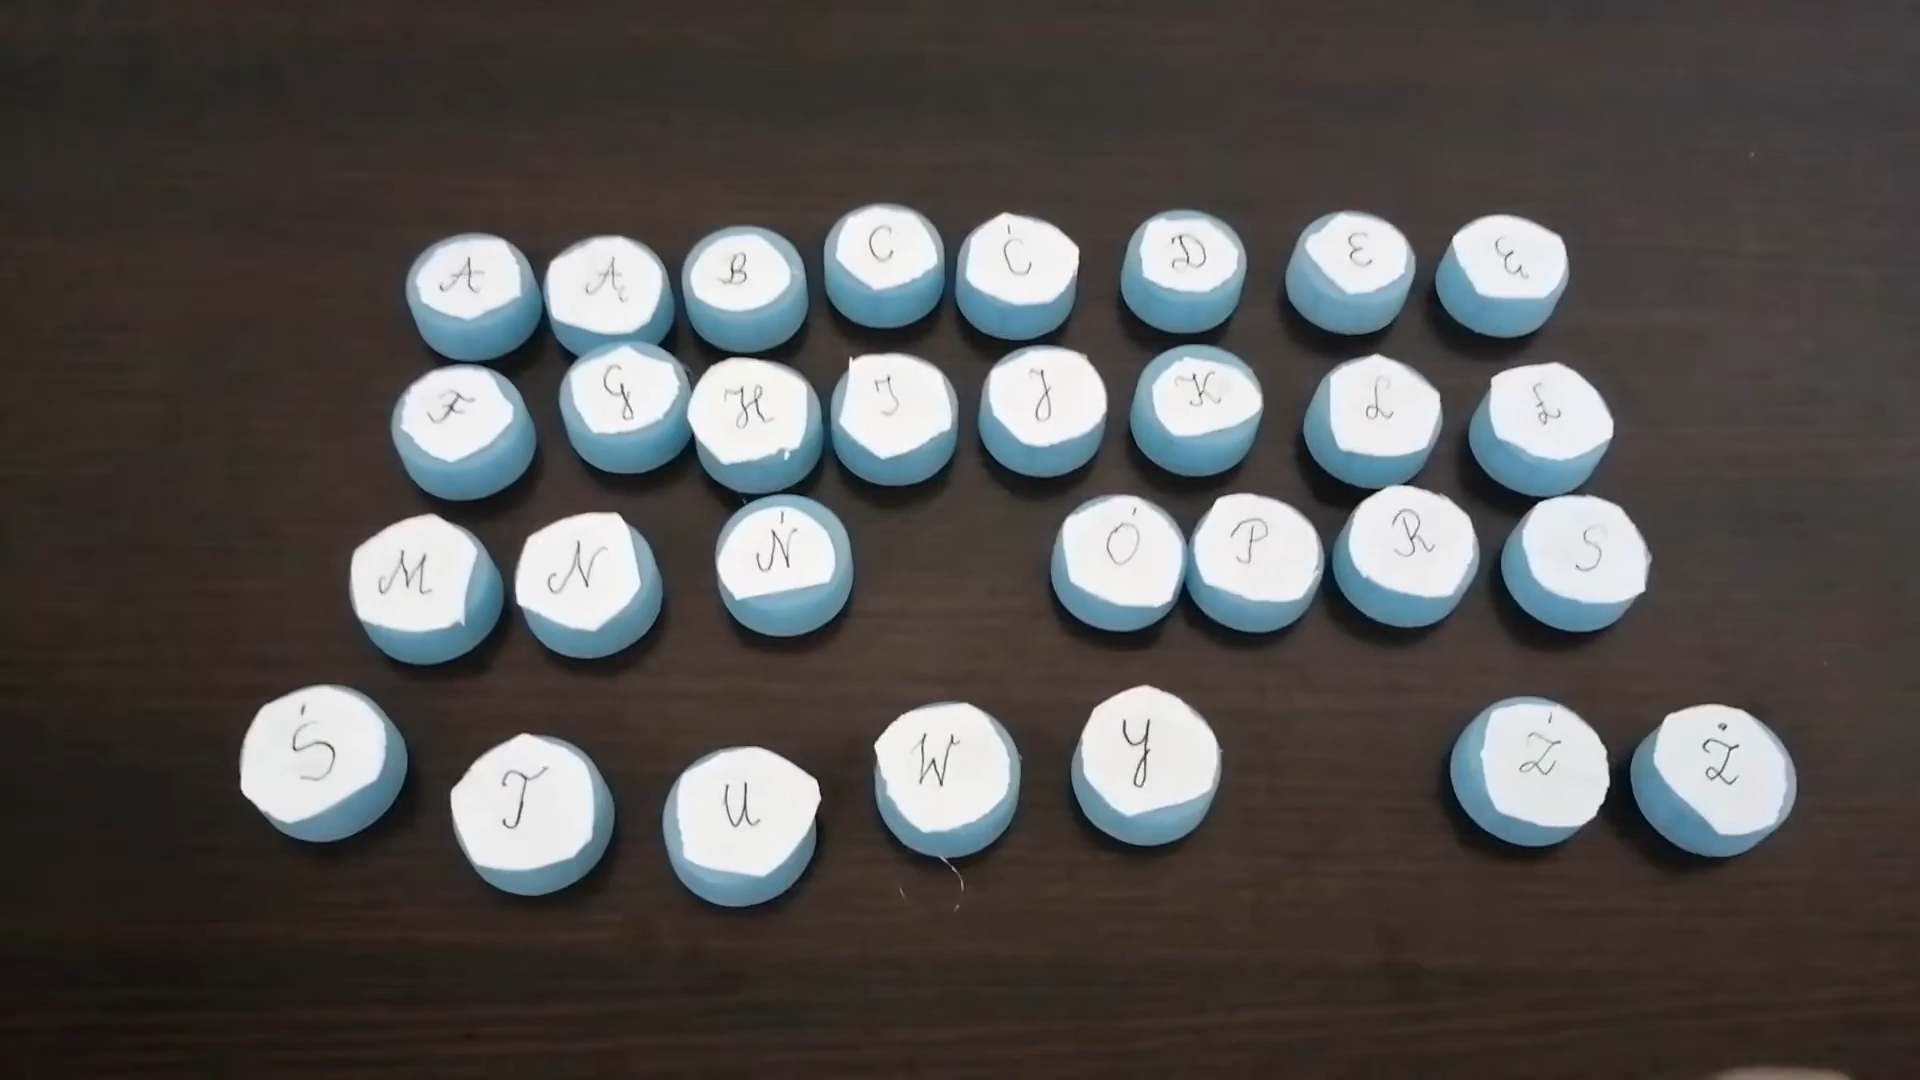 A Ą B C Ć D E Ę
F G H I J K L Ł
M N Ń Ó P R S
Ś T U W Y Ź Ż